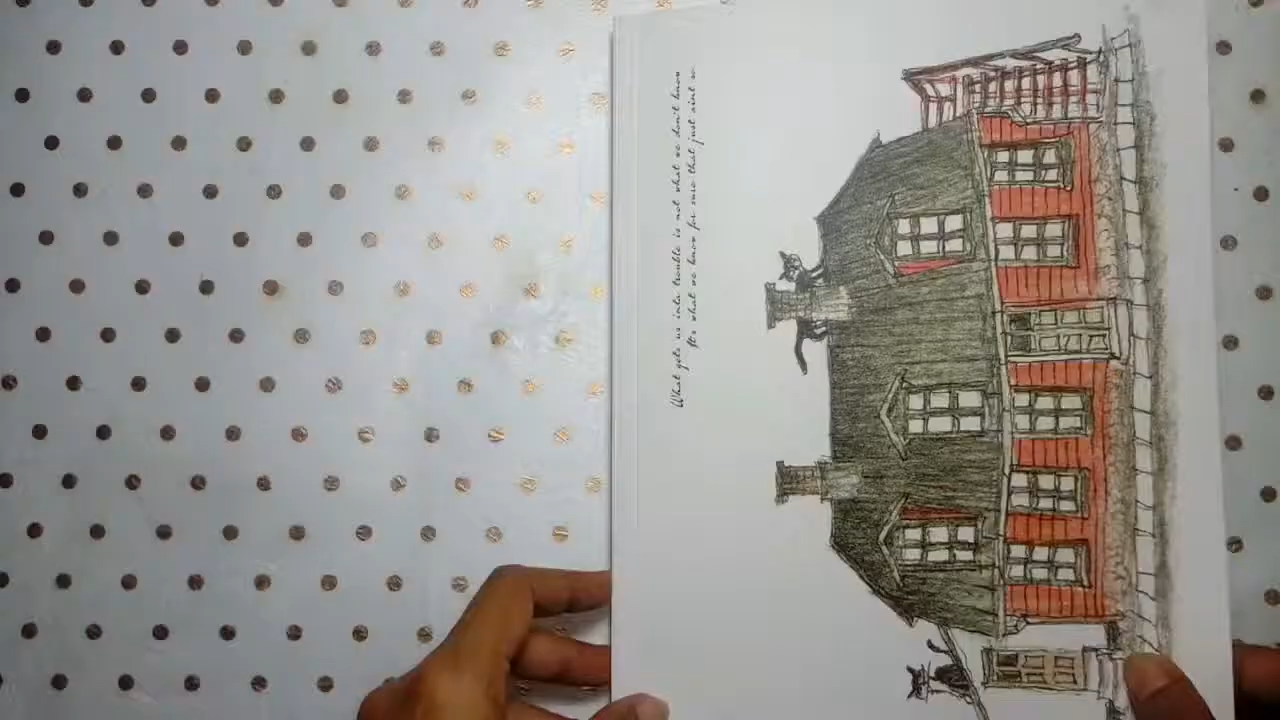 What gets us into trouble is not what we don't know
It's what we know for sure that just aint so